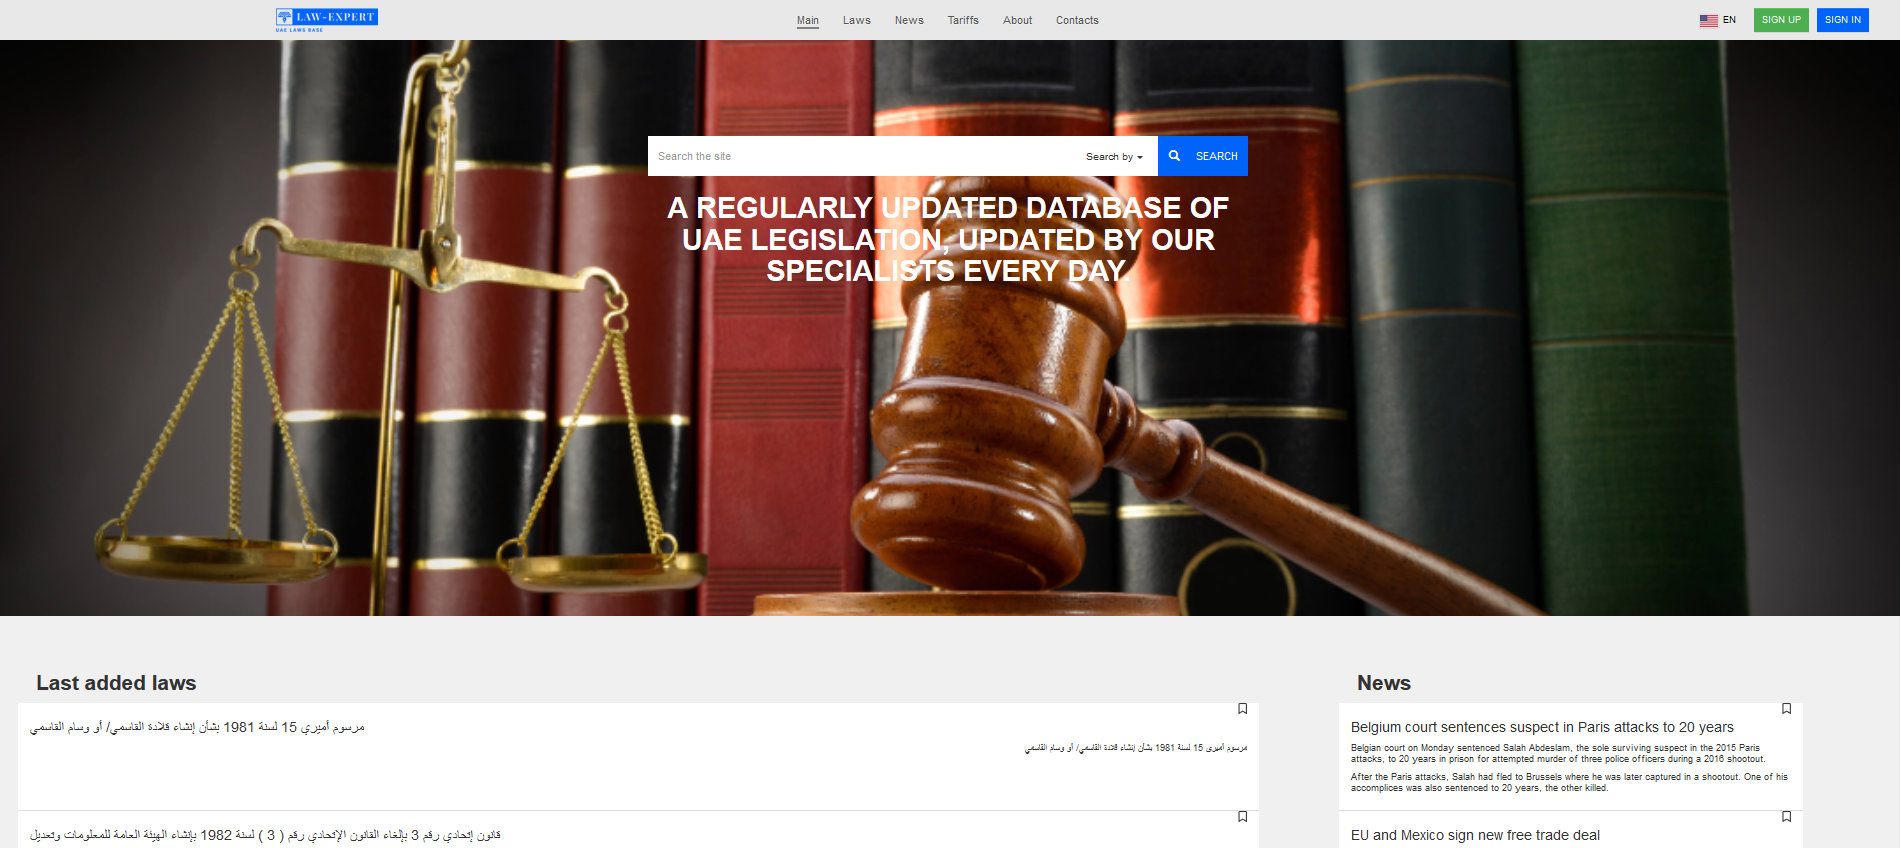 LAW-EXPERT
UAE LAWS BASE
Main
Laws
News
Tariffs
About
Contacts
EN
SIGN UP
SIGN IN
Search the site
Search by
SEARCH
A REGULARLY UPDATED DATABASE OF
UAE LEGISLATION, UPDATED BY OUR
SPECIALISTS EVERY DAY.
Last added laws
مرسوم أميري 15 لسنة 1981 بشأن إنشاء قلادة القاسمي/ أو وسام القاسمي
مرسوم أميرى 15 لسنة 1981 بشأن إنشاء قلادة القاسمي/ أو وسام القاسمي
قانون إتحادي رقم 3 بإلغاء القانون الإتحادي رقم ( 3 ) لسنة 1982 بإنشاء الهيئة العامة للمعلومات وتعديل
News
Belgium court sentences suspect in Paris attacks to 20 years
Belgian court on Monday sentenced Salah Abdeslam, the sole surviving suspect in the 2015 Paris
attacks, to 20 years in prison for attempted murder of three police officers during a 2016 shootout.
After the Paris attacks, Salah had fled to Brussels where he was later captured in a shootout. One of his
accomplices was also sentenced to 20 years, the other killed.
EU and Mexico sign new free trade deal